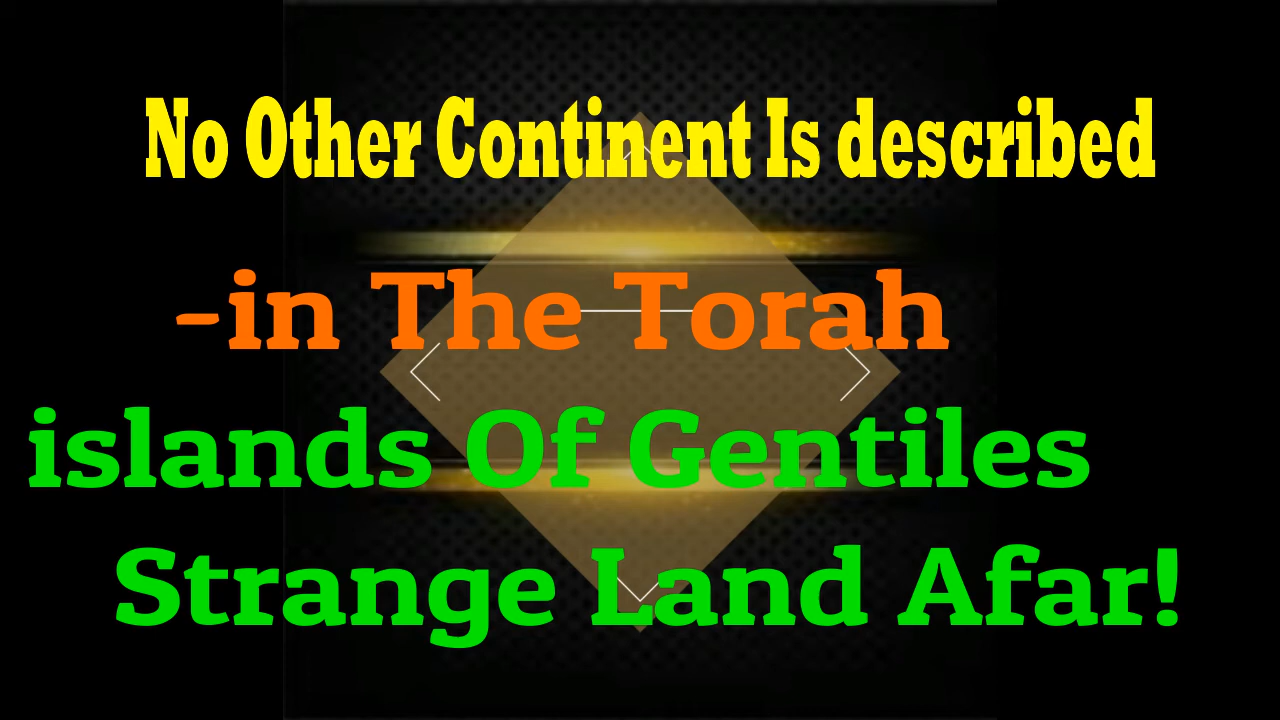 No Other Continent Is described
-in The Torah
islands Of Gentiles
Strange Land Afar!